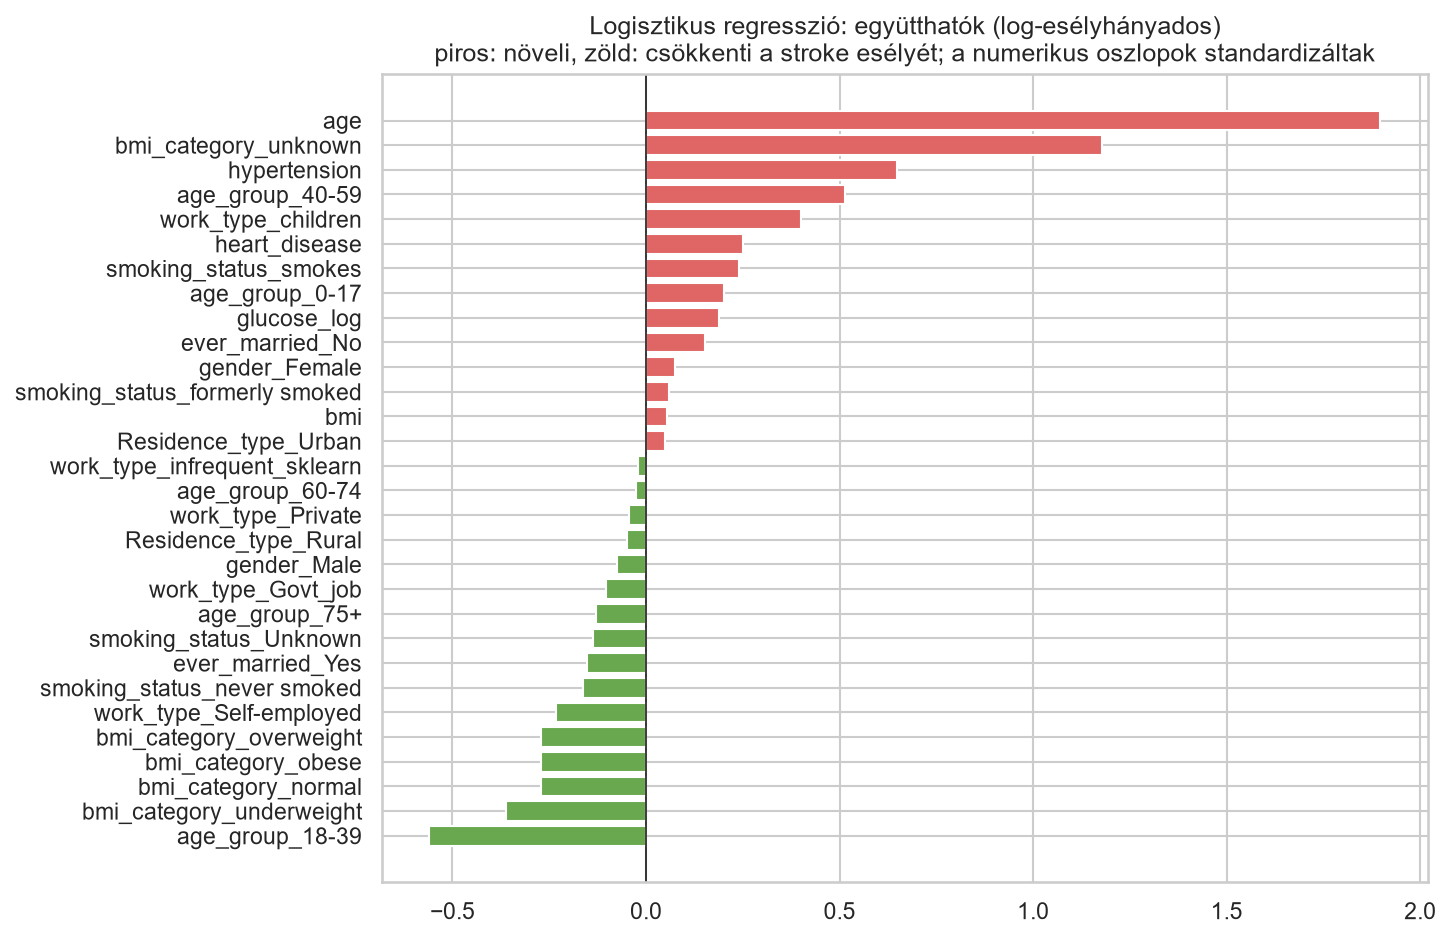 Logisztikus regresszió: együtthatók (log-esélyhányados)
piros: növeli, zöld: csökkenti a stroke esélyét; a numerikus oszlopok standardizáltak
age
bmi_category_unknown
hypertension
age_group_40-59
work_type_children
heart_disease
smoking_status_smokes
age_group_0-17
glucose_log
ever_married_No
gender_Female
smoking_status_formerly smoked
bmi
Residence_type_Urban
work_type_infrequent_sklearn
age_group_60-74
work_type_Private
Residence_type_Rural
gender_Male
work_type_Govt_job
age_group_75+
smoking_status_Unknown
ever_married_Yes
smoking_status_never smoked
work_type_Self-employed
bmi_category_overweight
bmi_category_obese
bmi_category_normal
bmi_category_underweight
age_group_18-39
−0.5 0.0 0.5 1.0 1.5 2.0